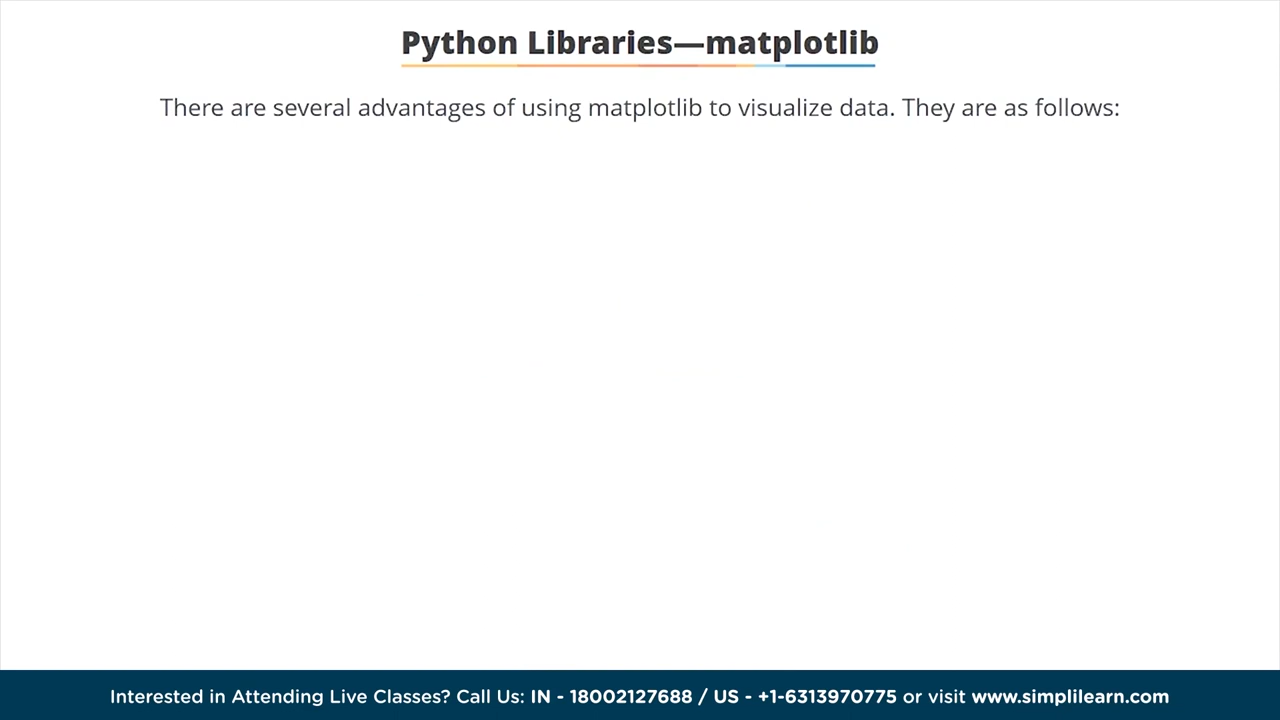 Python Libraries—matplotlib
There are several advantages of using matplotlib to visualize data. They are as follows:
Interested in Attending Live Classes? Call Us: IN - 18002127688 / US - +1-6313970775 or visit www.simplilearn.com